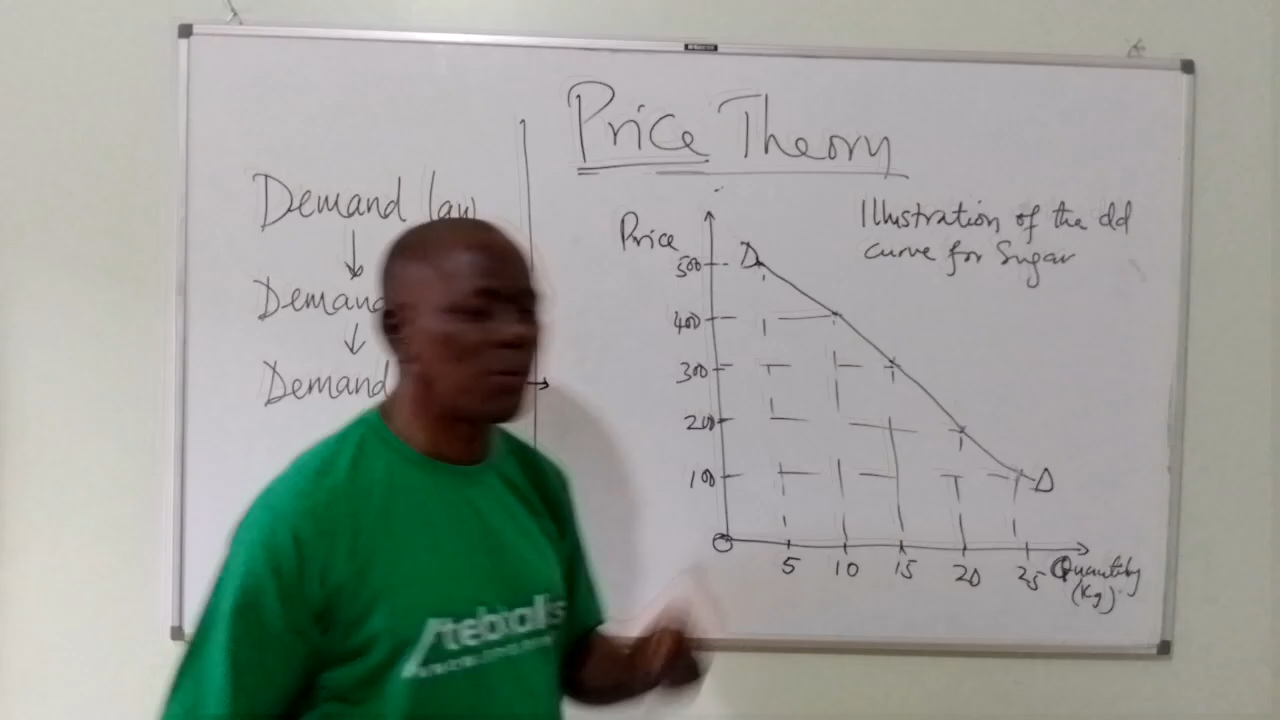 Price Theory
Demand law
Demand
Demand
Illustration of the dd
curve for Sugar
Price
D
500
400
300
200
100
D
O
5 10 15 20 25
Quantity
(Kg)